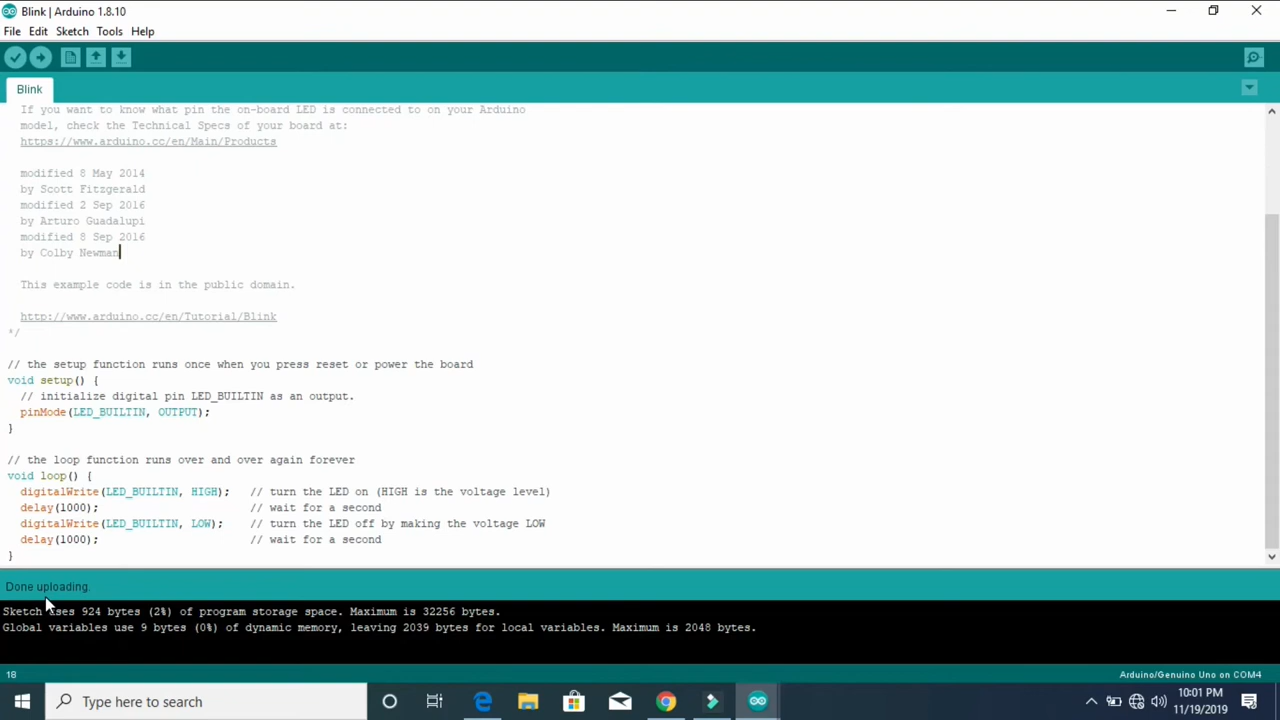 Blink | Arduino 1.8.10
File Edit Sketch Tools Help
Blink
If you want to know what pin the on-board LED is connected to on your Arduino
model, check the Technical Specs of your board at:
https://www.arduino.cc/en/Main/Products
modified 8 May 2014
by Scott Fitzgerald
modified 2 Sep 2016
by Arturo Guadalupi
modified 8 Sep 2016
by Colby Newman
This example code is in the public domain.
http://www.arduino.cc/en/Tutorial/Blink
*/
// the setup function runs once when you press reset or power the board
void setup() {
// initialize digital pin LED_BUILTIN as an output.
pinMode(LED_BUILTIN, OUTPUT);
}
// the loop function runs over and over again forever
void loop() {
digitalWrite(LED_BUILTIN, HIGH); // turn the LED on (HIGH is the voltage level)
delay(1000); // wait for a second
digitalWrite(LED_BUILTIN, LOW); // turn the LED off by making the voltage LOW
delay(1000); // wait for a second
}
Done uploading.
Sketch uses 924 bytes (2%) of program storage space. Maximum is 32256 bytes.
Global variables use 9 bytes (0%) of dynamic memory, leaving 2039 bytes for local variables. Maximum is 2048 bytes.
18 Arduino/Genuino Uno on COM4
Type here to search
10:01 PM
11/19/2019